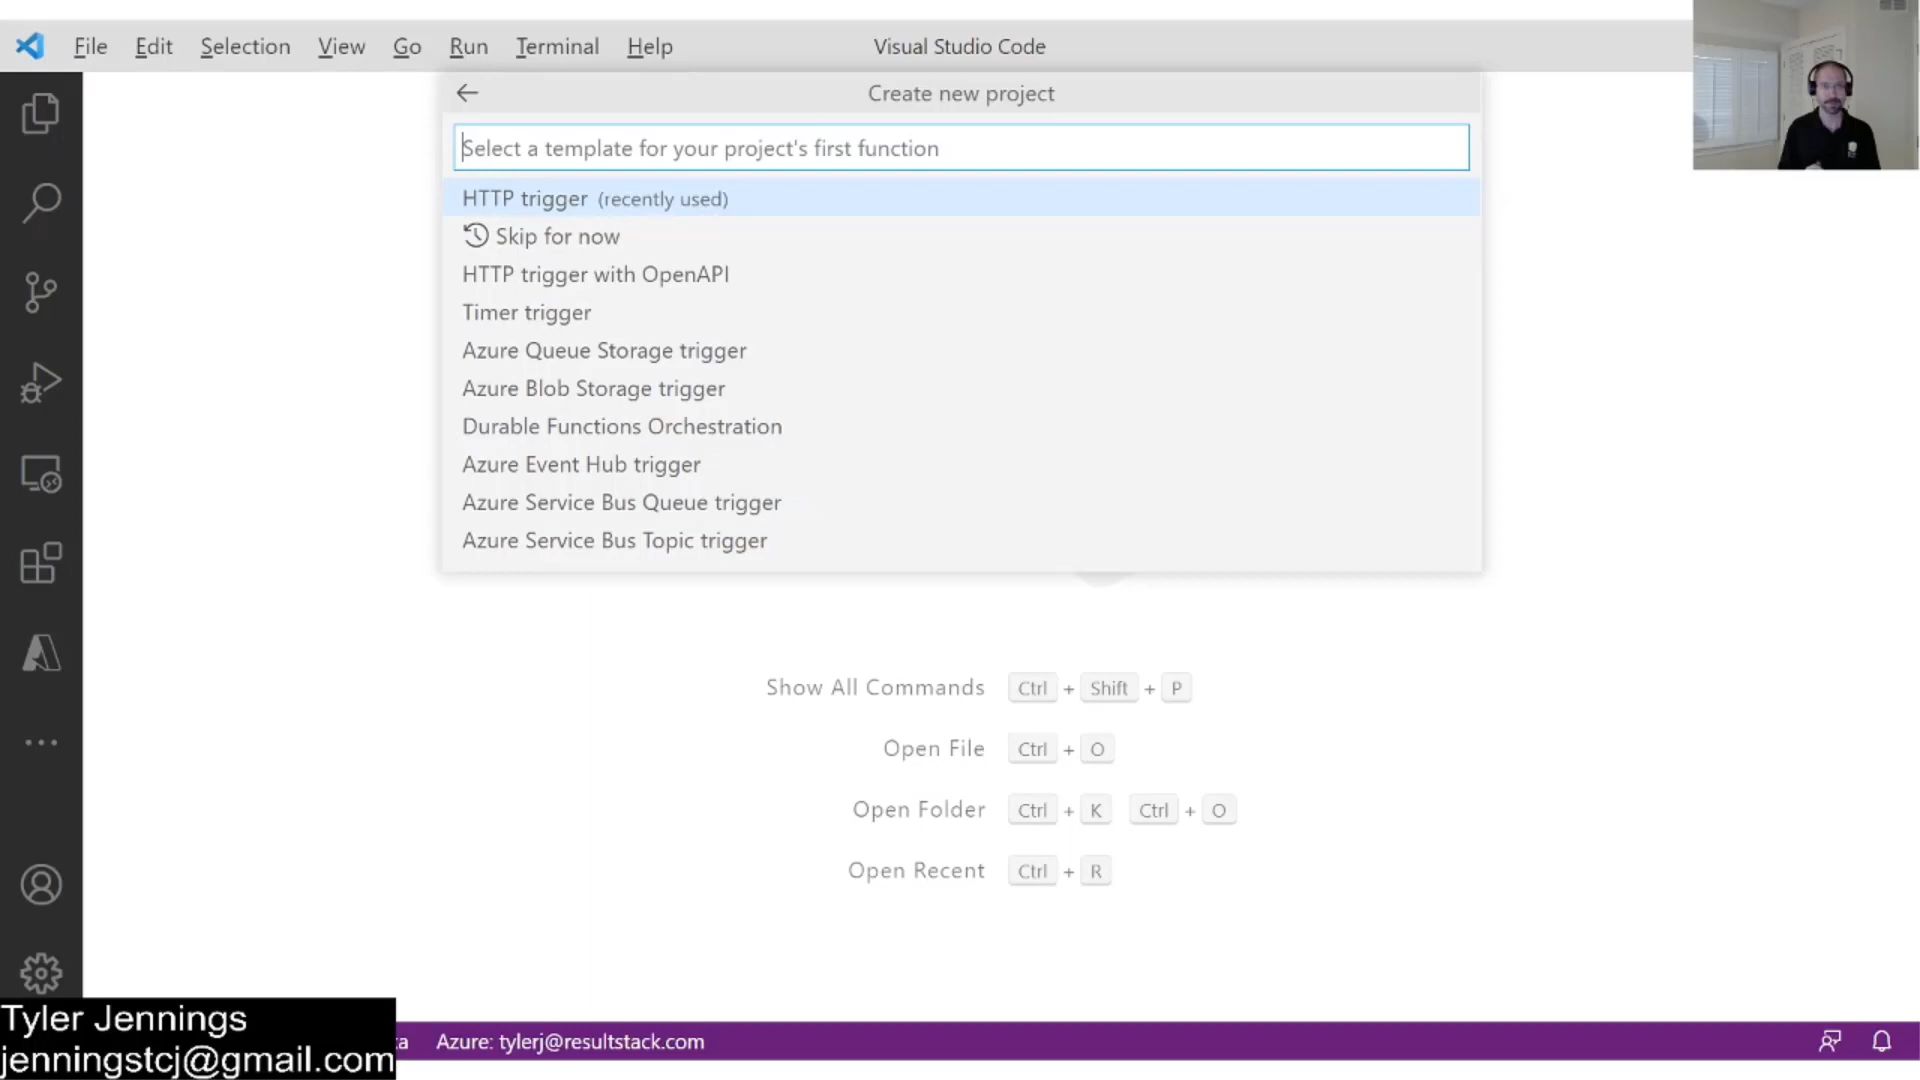 File Edit Selection View Go Run Terminal Help Visual Studio Code
Create new project
Select a template for your project's first function
HTTP trigger (recently used)
Skip for now
HTTP trigger with OpenAPI
Timer trigger
Azure Queue Storage trigger
Azure Blob Storage trigger
Durable Functions Orchestration
Azure Event Hub trigger
Azure Service Bus Queue trigger
Azure Service Bus Topic trigger
Show All Commands Ctrl + Shift + P
Open File Ctrl + O
Open Folder Ctrl + K Ctrl + O
Open Recent Ctrl + R
Tyler Jennings
jenningstcj@gmail.com
Azure: tylerj@resultstack.com